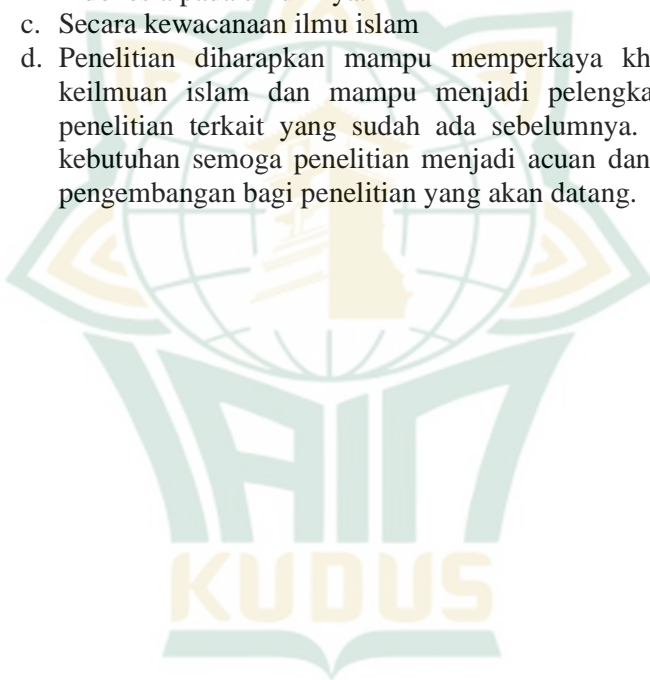 c. Secara kewacanaan ilmu islam
d. Penelitian diharapkan mampu memperkaya
keilmuan islam dan mampu menjadi
penelitian terkait yang sudah ada sebelumnya.
kebutuhan semoga penelitian menjadi acuan dan
pengembangan bagi penelitian yang akan datang.
IAIN
KUDUS